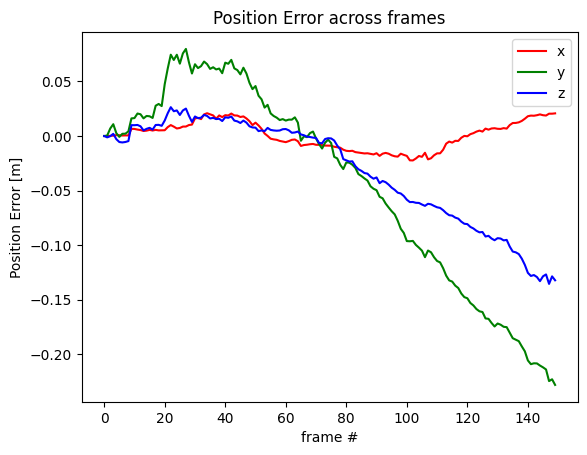 Position Error across frames
x
y
z
0.05
0.00
−0.05
−0.10
−0.15
−0.20
Position Error [m]
0 20 40 60 80 100 120 140
frame #